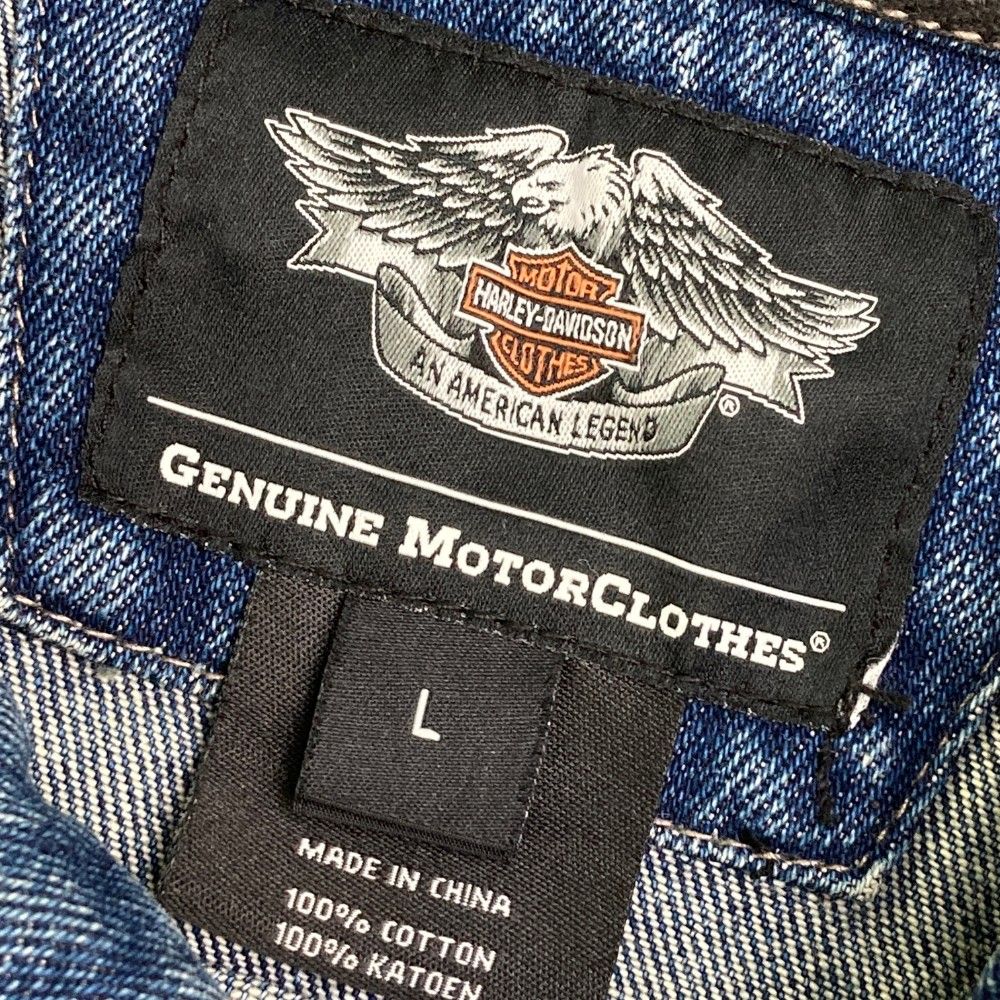 MOTOR
HARLEY-DAVIDSON
CLOTHES
AN AMERICAN LEGEND
®
GENUINE MOTORCLOTHES®
L
MADE IN CHINA
100% COTTON
100% KATOEN